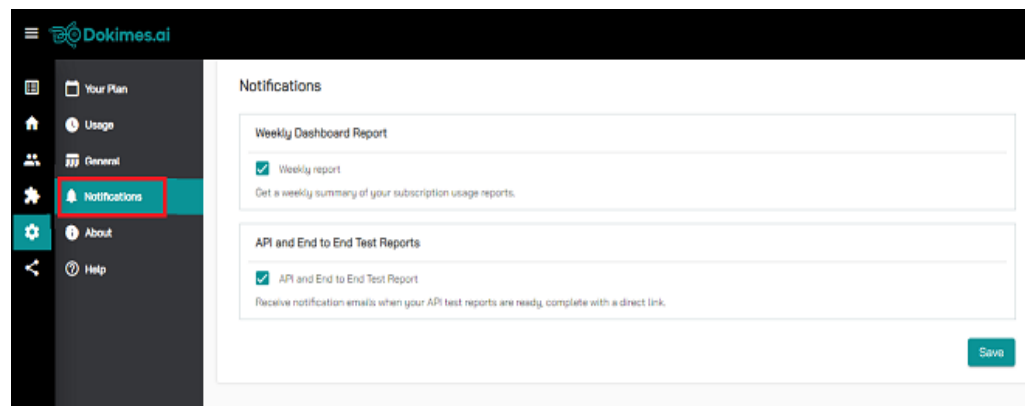 Dokimes.ai
Your Plan
Usage
General
Notifications
About
Help
Notifications
Weekly Dashboard Report
Weekly report
Get a weekly summary of your subscription usage reports.
API and End to End Test Reports
API and End to End Test Report
Receive notification emails when your API test reports are ready, complete with a direct link.
Save